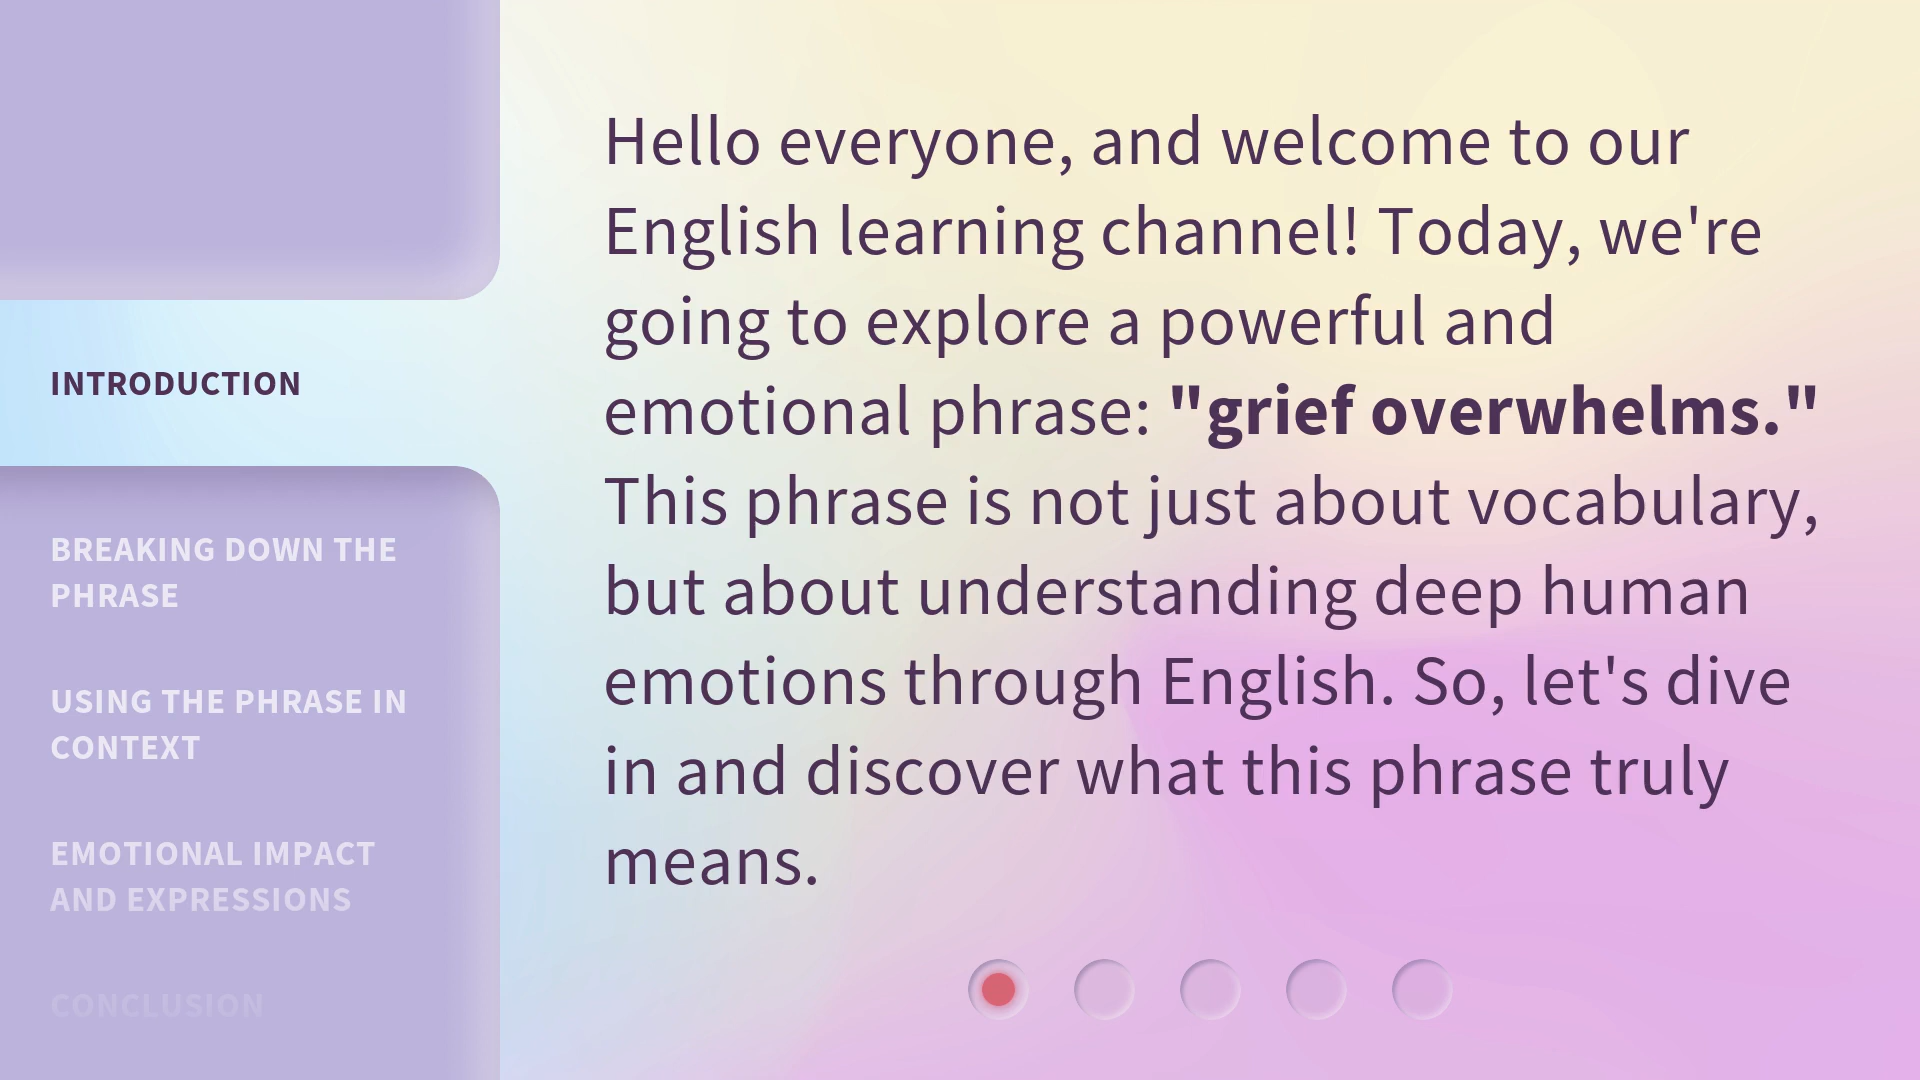 INTRODUCTION
BREAKING DOWN THE
PHRASE
USING THE PHRASE IN
CONTEXT
EMOTIONAL IMPACT
AND EXPRESSIONS
CONCLUSION
Hello everyone, and welcome to our
English learning channel! Today, we're
going to explore a powerful and
emotional phrase: "grief overwhelms."
This phrase is not just about vocabulary,
but about understanding deep human
emotions through English. So, let's dive
in and discover what this phrase truly
means.